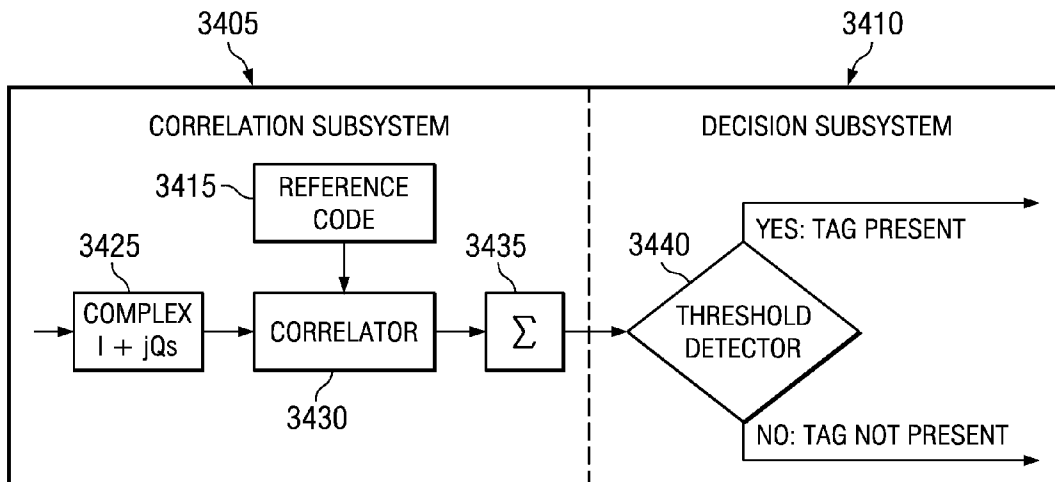 3405
3410
CORRELATION SUBSYSTEM
DECISION SUBSYSTEM
3415
REFERENCE
CODE
3425
COMPLEX
I + jQs
CORRELATOR
3430
3435
Σ
3440
THRESHOLD
DETECTOR
YES: TAG PRESENT
NO: TAG NOT PRESENT